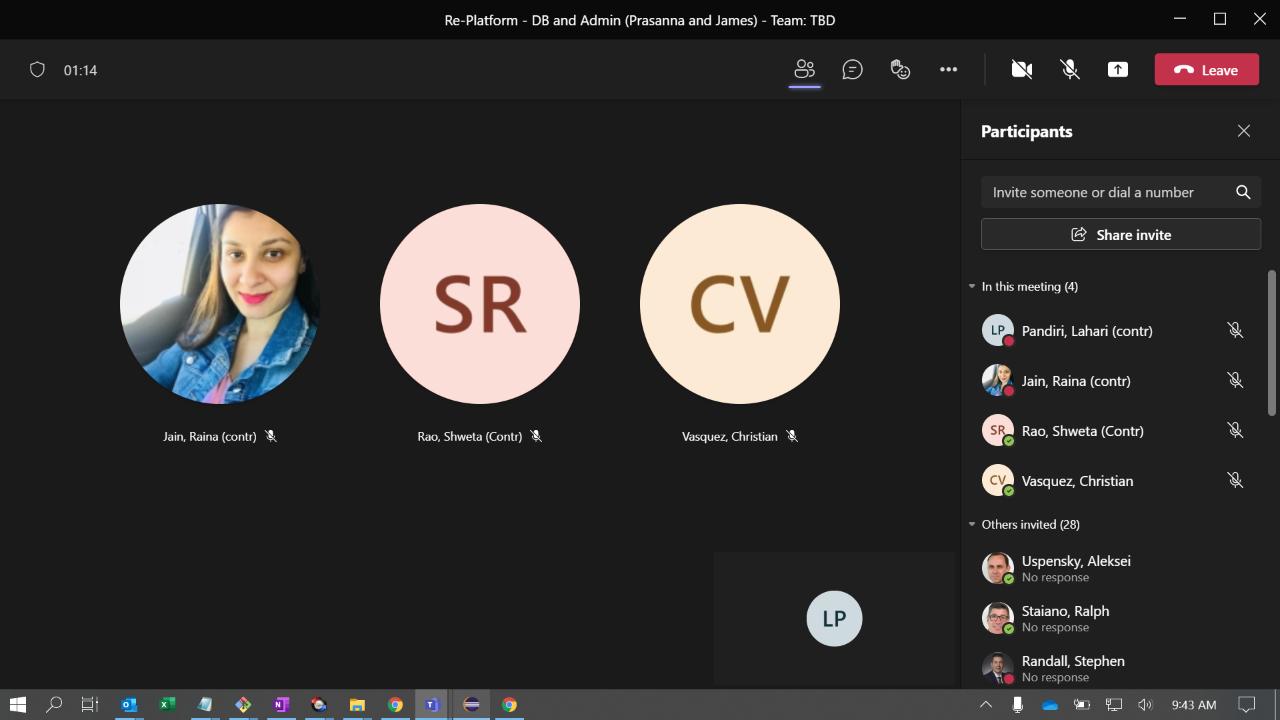 Re-Platform - DB and Admin (Prasanna and James) - Team: TBD
01:14
Leave
Participants
Invite someone or dial a number
Share invite
In this meeting (4)
LP Pandiri, Lahari (contr)
Jain, Raina (contr)
SR Rao, Shweta (Contr)
CV Vasquez, Christian
Others invited (28)
Uspensky, Aleksei
No response
Staiano, Ralph
No response
Randall, Stephen
No response
SR
CV
Jain, Raina (contr)
Rao, Shweta (Contr)
Vasquez, Christian
LP
9:43 AM